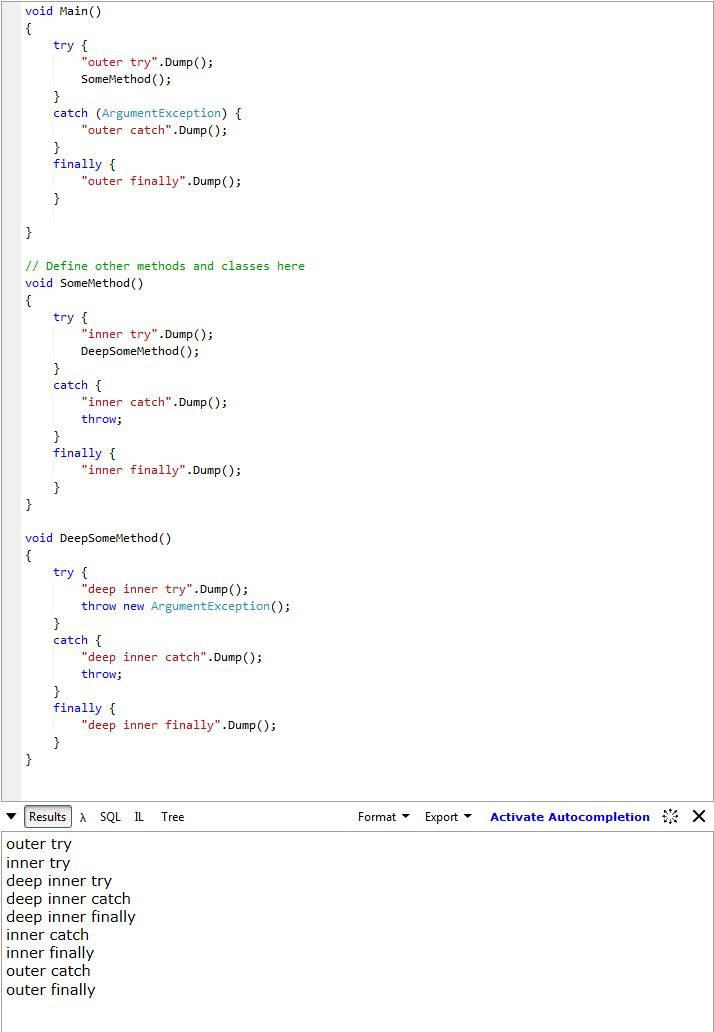 void Main()
{
try {
"outer try".Dump();
SomeMethod();
}
catch (ArgumentException) {
"outer catch".Dump();
}
finally {
"outer finally".Dump();
}
}
// Define other methods and classes here
void SomeMethod()
{
try {
"inner try".Dump();
DeepSomeMethod();
}
catch {
"inner catch".Dump();
throw;
}
finally {
"inner finally".Dump();
}
}
void DeepSomeMethod()
{
try {
"deep inner try".Dump();
throw new ArgumentException();
}
catch {
"deep inner catch".Dump();
throw;
}
finally {
"deep inner finally".Dump();
}
}
Results λ SQL IL Tree Format Export Activate Autocompletion
outer try
inner try
deep inner try
deep inner catch
deep inner finally
inner catch
inner finally
outer catch
outer finally